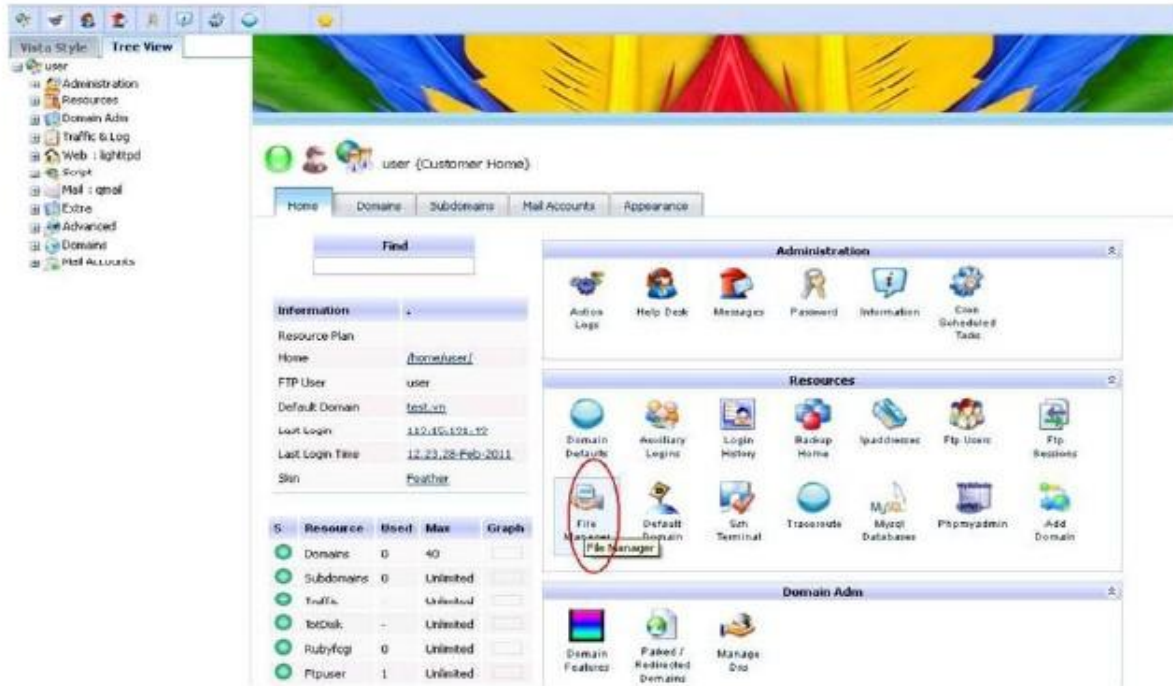 Vista Style Tree View
user
Administration
Resources
Domain Adm
Traffic & Log
Web : lighttpd
Script
Mail : qmail
Extra
Advanced
Domains
Mail Accounts
user {Customer Home}
Home Domains Subdomains Mail Accounts Appearance
Find
Information
Resource Plan
Home /home/user/
FTP User user
Default Domain test.vn
Last Login
Last Login Time 12:23,28-Feb-2011
Skin Feather
S Resource Used Max Graph
Domains 0 40
Subdomains 0 Unlimited
Traffic - Unlimited
TotDisk - Unlimited
Rubyfcgi 0 Unlimited
Ftpuser 1 Unlimited
Administration
Action Logs
Help Desk
Messages
Password
Information
Cron Scheduled Tasks
Resources
Domain Defaults
Auxiliary Logins
Login History
Backup Home
Ipaddresses
Ftp Users
Ftp Sessions
File Manager
Default Domain
Ssh Terminal
Traceroute
MySQL
Mysql Databases
Phpmyadmin
Add Domain
File Manager
Domain Adm
Domain Features
Parked / Redirected Domains
Manage Dns